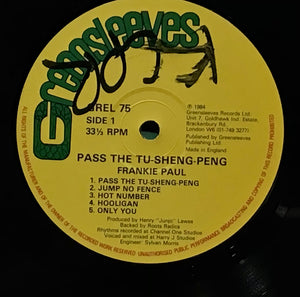 Greensleeves
GREL 75
SIDE 1
33⅓ RPM
℗ 1984
Greensleeves Records Ltd.
Unit 7, Goldhawk Ind. Estate,
Brackenbury Rd.
London W6 (01-749 3277)
Published by Greensleeves
Publishing Ltd.
Made in England
PASS THE TU-SHENG-PENG
FRANKIE PAUL
1. PASS THE TU-SHENG-PENG
2. JUMP NO FENCE
3. HOT NUMBER
4. HOOLIGAN
5. ONLY YOU
Produced by Henry "Junjo" Lawes
Backed by Roots Radics
Rhythms recorded at Channel One Studios
Voiced and mixed at Harry J Studios
Engineer: Sylvan Morris
ALL RIGHTS OF THE MANUFACTURER AND OF THE OWNER OF THE RECORDED WORK RESERVED UNAUTHORISED PUBLIC PERFORMANCE BROADCASTING AND COPYING OF THIS RECORD PROHIBITED